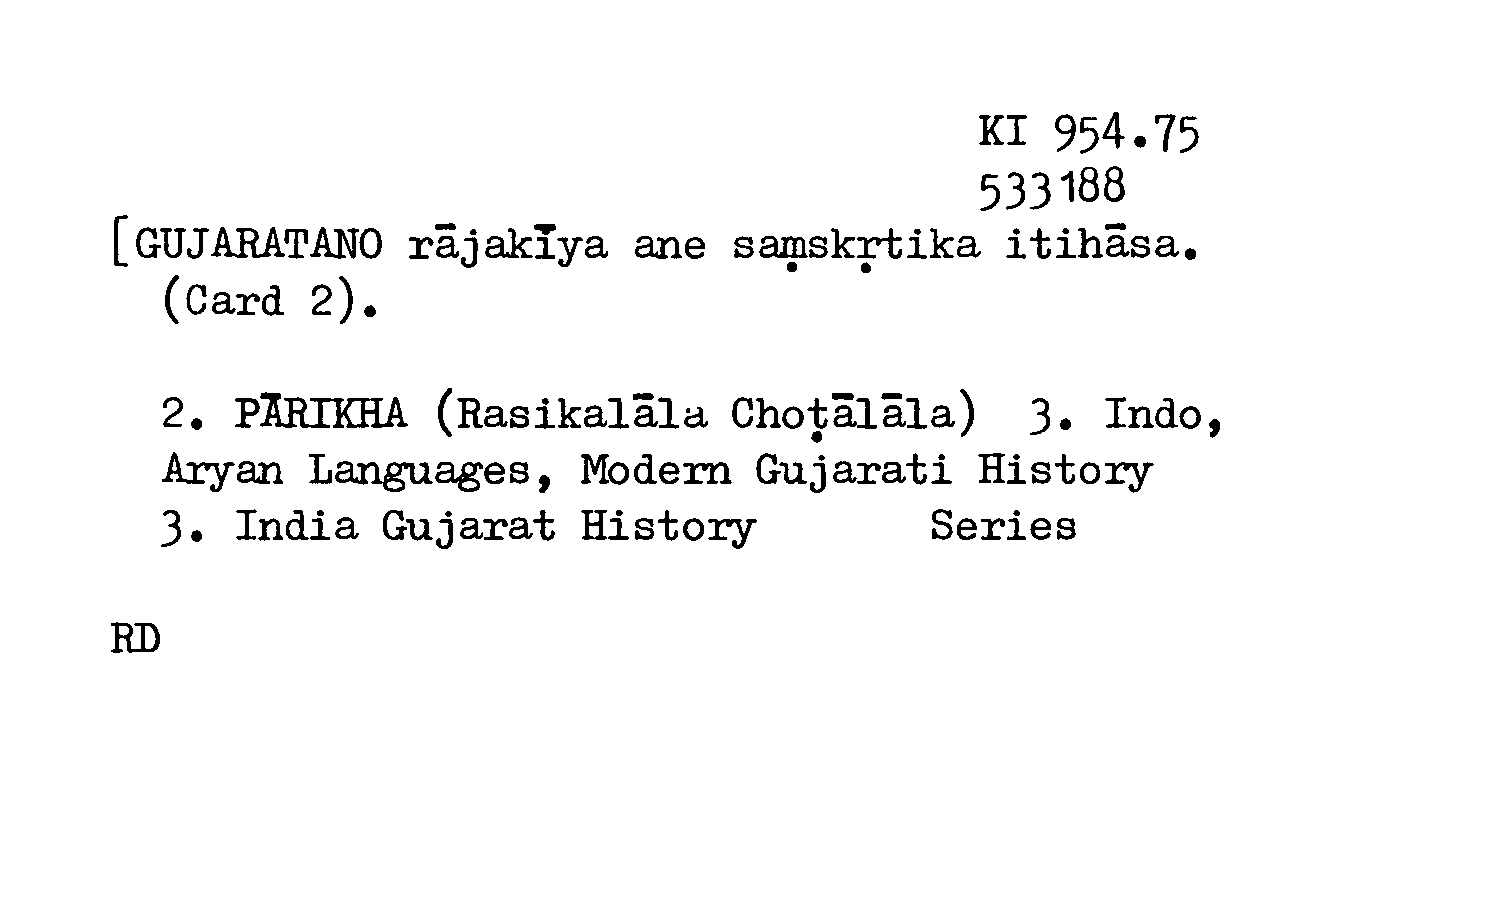 KI 954.75
533188
[GUJARATANO rājakīya ane saṃskṛtika itihāsa.
(Card 2).
2. PĀRIKHA (Rasikalāla Choṭālāla) 3. Indo,
Aryan Languages, Modern Gujarati History
3. India Gujarat History Series
RD